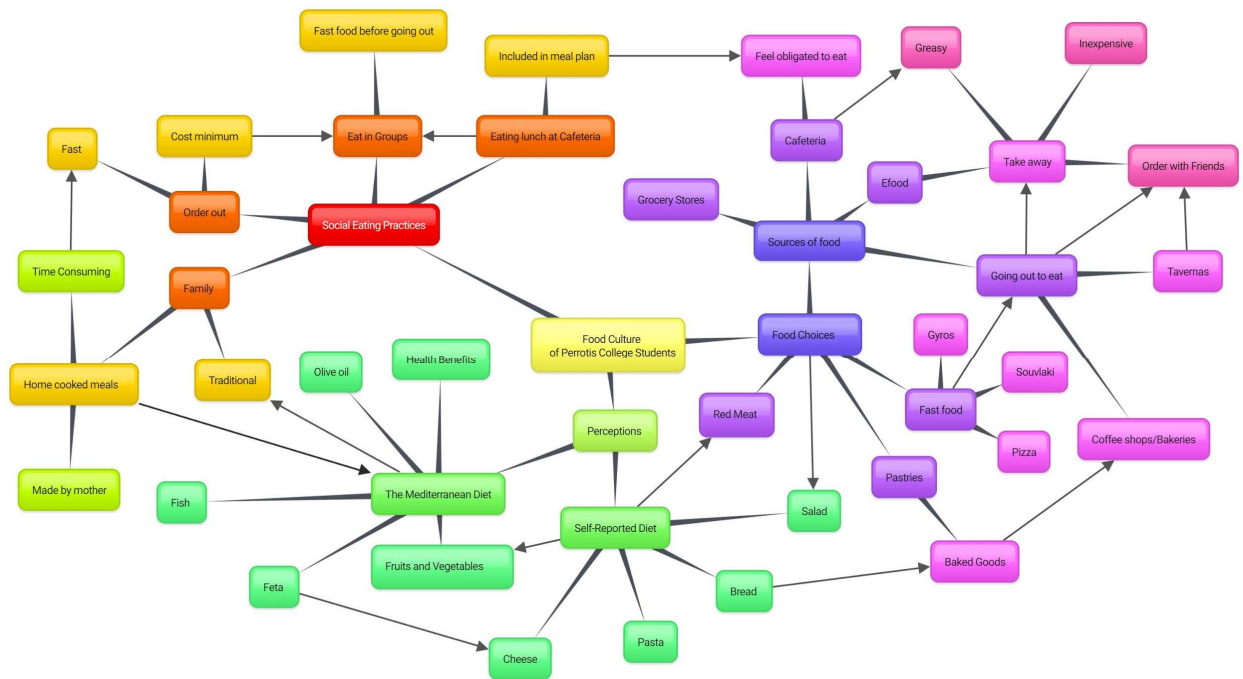 Fast food before going out
Included in meal plan
Feel obligated to eat
Greasy
Inexpensive
Fast
Cost minimum
Eat in Groups
Eating lunch at Cafeteria
Cafeteria
Take away
Order with Friends
Order out
Social Eating Practices
Grocery Stores
Efood
Sources of food
Time Consuming
Family
Going out to eat
Tavernas
Food Culture
of Perrotis College Students
Food Choices
Gyros
Souvlaki
Home cooked meals
Traditional
Olive oil
Health Benefits
Perceptions
Red Meat
Fast food
Pizza
Coffee shops/Bakeries
Made by mother
Fish
The Mediterranean Diet
Pastries
Salad
Self-Reported Diet
Fruits and Vegetables
Baked Goods
Feta
Bread
Cheese
Pasta